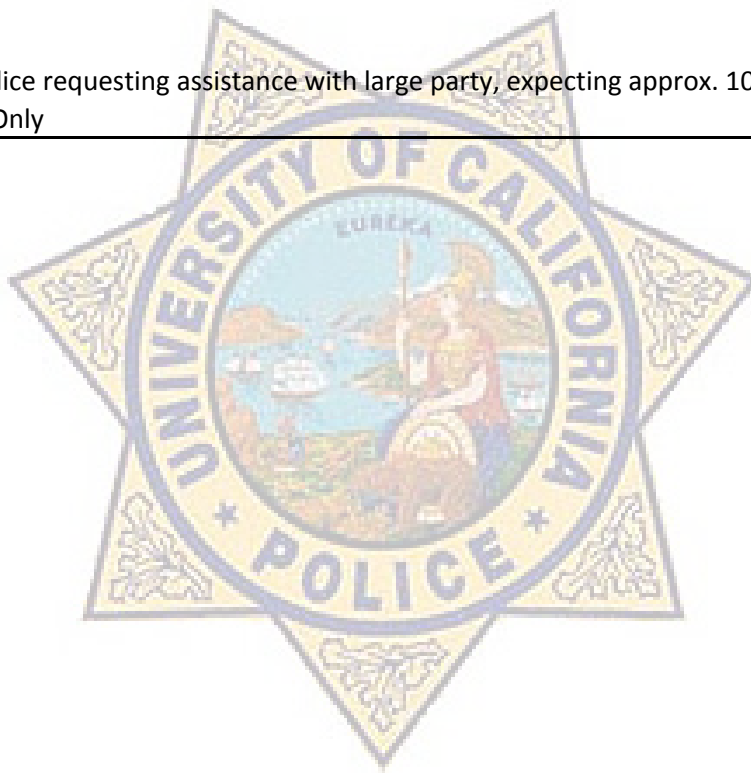 lice requesting assistance with large party, expecting approx. 10
Only
EUREKA
UNIVERSITY OF CALIFORNIA
POLICE